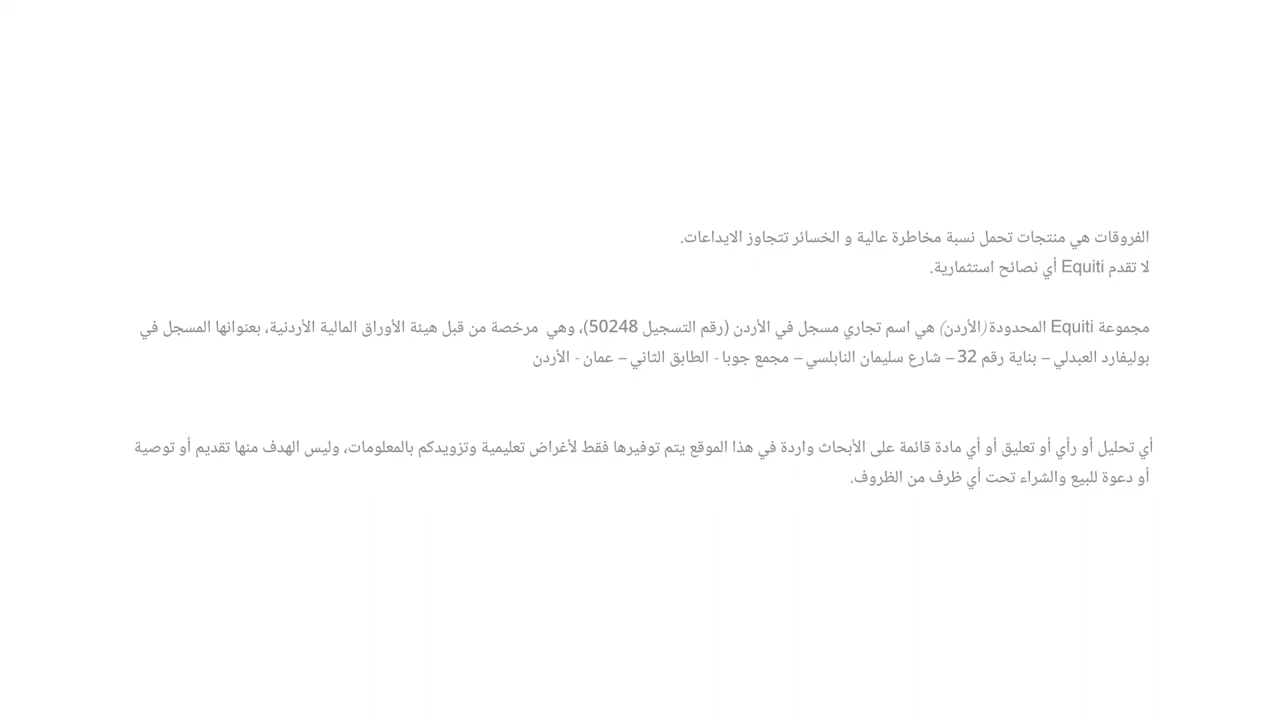 الفروقات هي منتجات تحمل نسبة مخاطرة عالية و الخسائر تتجاوز الايداعات.
لا تقدم Equiti أي نصائح استثمارية.
مجموعة Equiti المحدودة (الأردن) هي اسم تجاري مسجل في الأردن (رقم التسجيل 50248)، وهي مرخصة من قبل هيئة الأوراق المالية الأردنية، بعنوانها المسجل في
بوليفارد العبدلي – بناية رقم 32 – شارع سليمان النابلسي – مجمع جوبا - الطابق الثاني – عمان - الأردن
أي تحليل أو رأي أو تعليق أو أي مادة قائمة على الأبحاث واردة في هذا الموقع يتم توفيرها فقط لأغراض تعليمية وتزويدكم بالمعلومات، وليس الهدف منها تقديم أو توصية
أو دعوة للبيع والشراء تحت أي ظرف من الظروف.